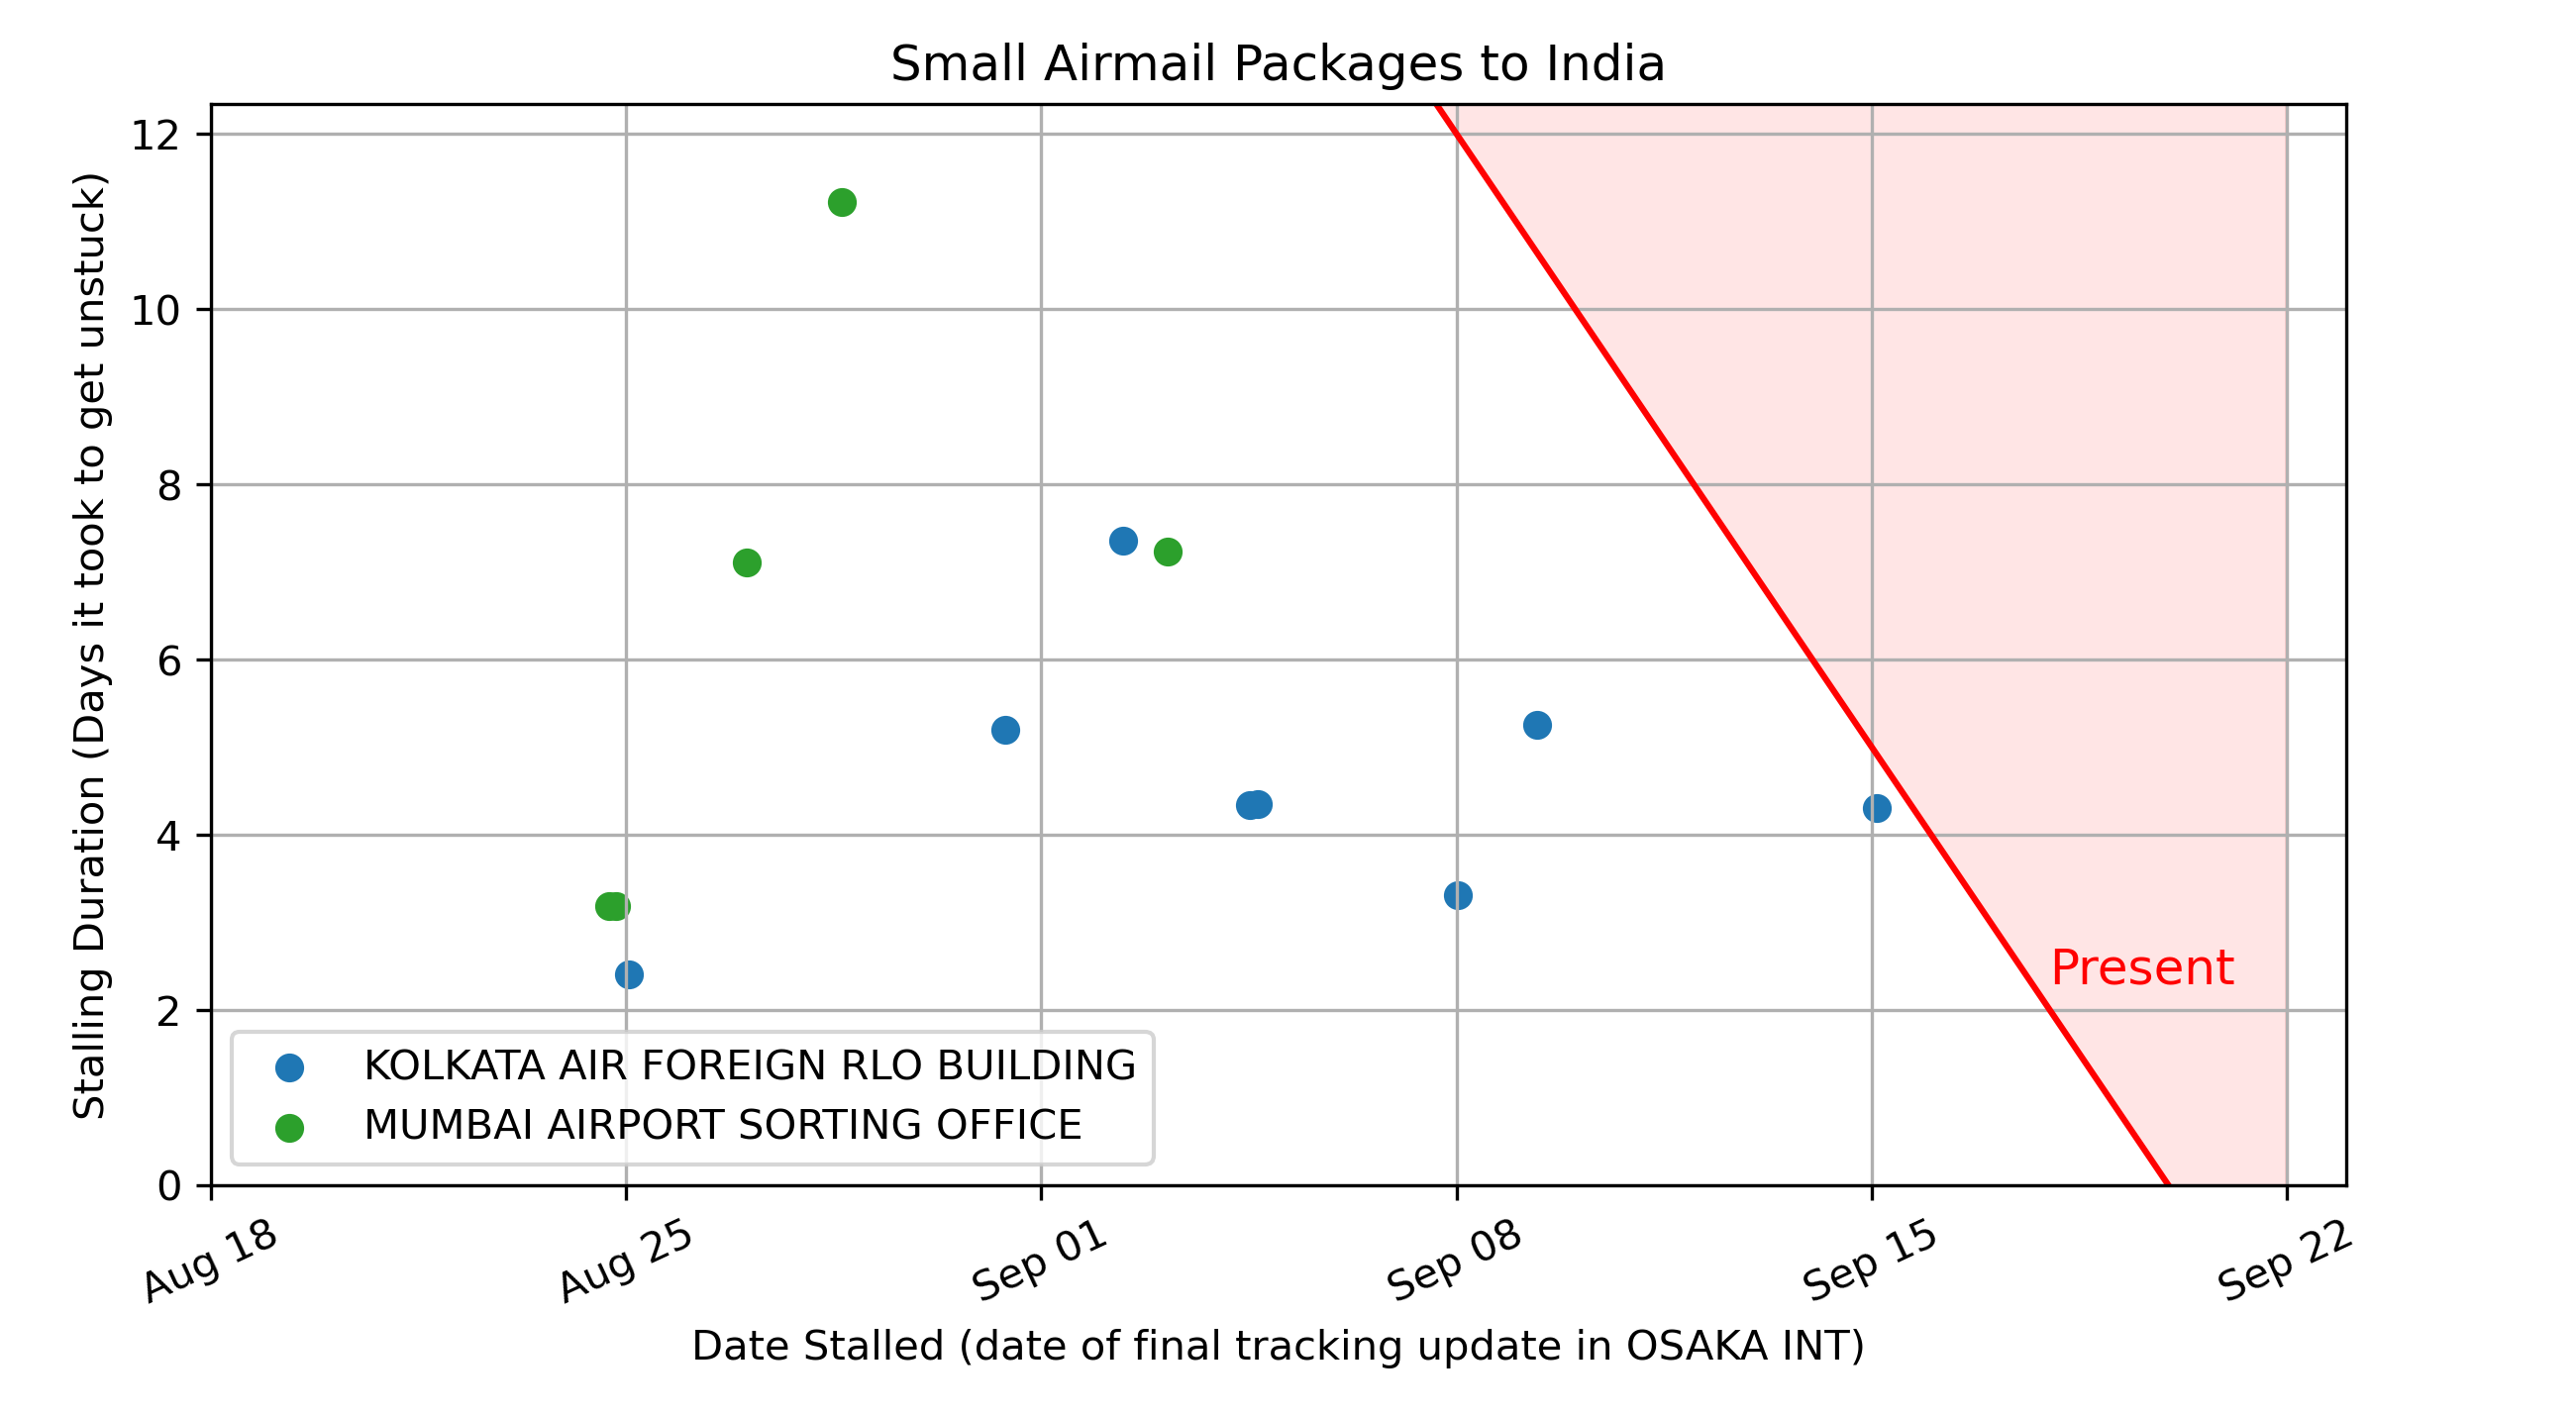 Small Airmail Packages to India
Stalling Duration (Days it took to get unstuck)
12
10
8
6
4
2
0
Present
KOLKATA AIR FOREIGN RLO BUILDING
MUMBAI AIRPORT SORTING OFFICE
Aug 18
Aug 25
Sep 01
Sep 08
Sep 15
Sep 22
Date Stalled (date of final tracking update in OSAKA INT)